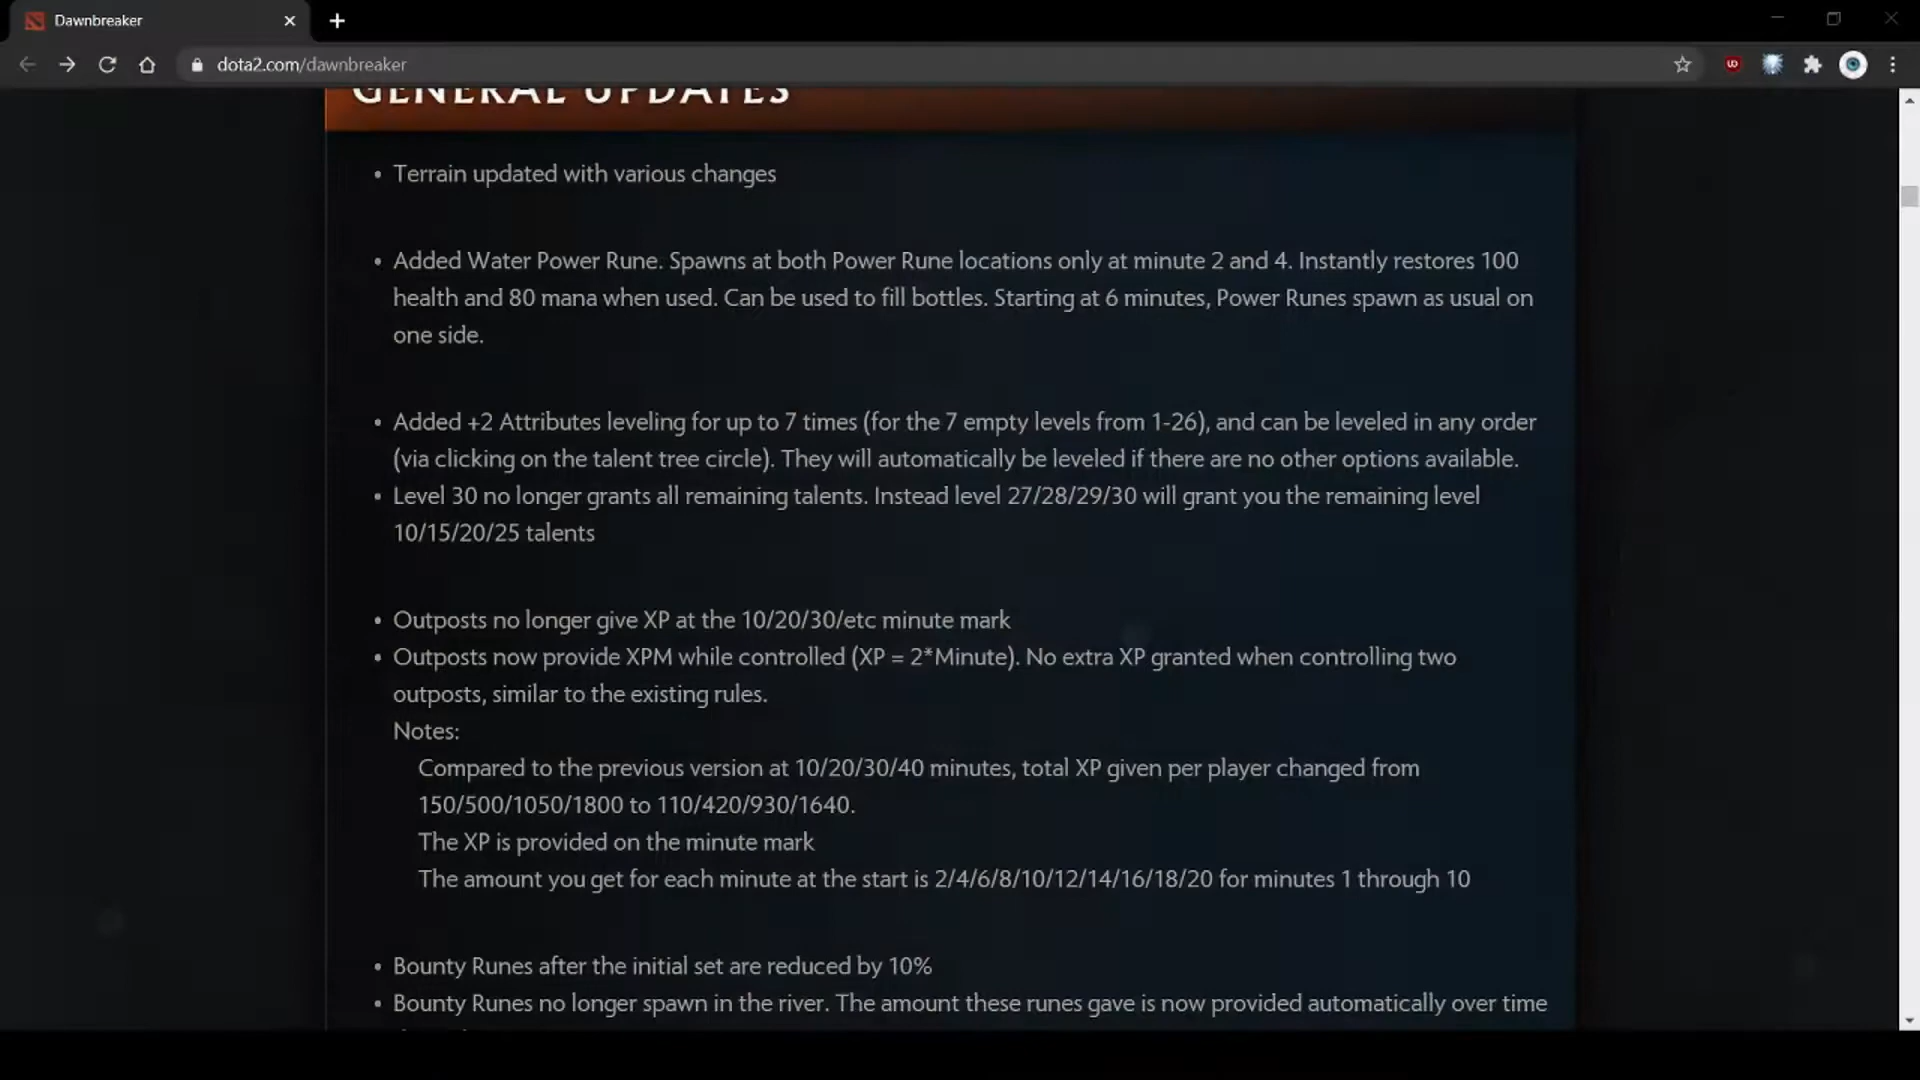 Dawnbreaker
dota2.com/dawnbreaker
GENERAL UPDATES
• Terrain updated with various changes
• Added Water Power Rune. Spawns at both Power Rune locations only at minute 2 and 4. Instantly restores 100
health and 80 mana when used. Can be used to fill bottles. Starting at 6 minutes, Power Runes spawn as usual on
one side.
• Added +2 Attributes leveling for up to 7 times (for the 7 empty levels from 1-26), and can be leveled in any order
(via clicking on the talent tree circle). They will automatically be leveled if there are no other options available.
• Level 30 no longer grants all remaining talents. Instead level 27/28/29/30 will grant you the remaining level
10/15/20/25 talents
• Outposts no longer give XP at the 10/20/30/etc minute mark
• Outposts now provide XPM while controlled (XP = 2*Minute). No extra XP granted when controlling two
outposts, similar to the existing rules.
Notes:
Compared to the previous version at 10/20/30/40 minutes, total XP given per player changed from
150/500/1050/1800 to 110/420/930/1640.
The XP is provided on the minute mark
The amount you get for each minute at the start is 2/4/6/8/10/12/14/16/18/20 for minutes 1 through 10
• Bounty Runes after the initial set are reduced by 10%
• Bounty Runes no longer spawn in the river. The amount these runes gave is now provided automatically over time